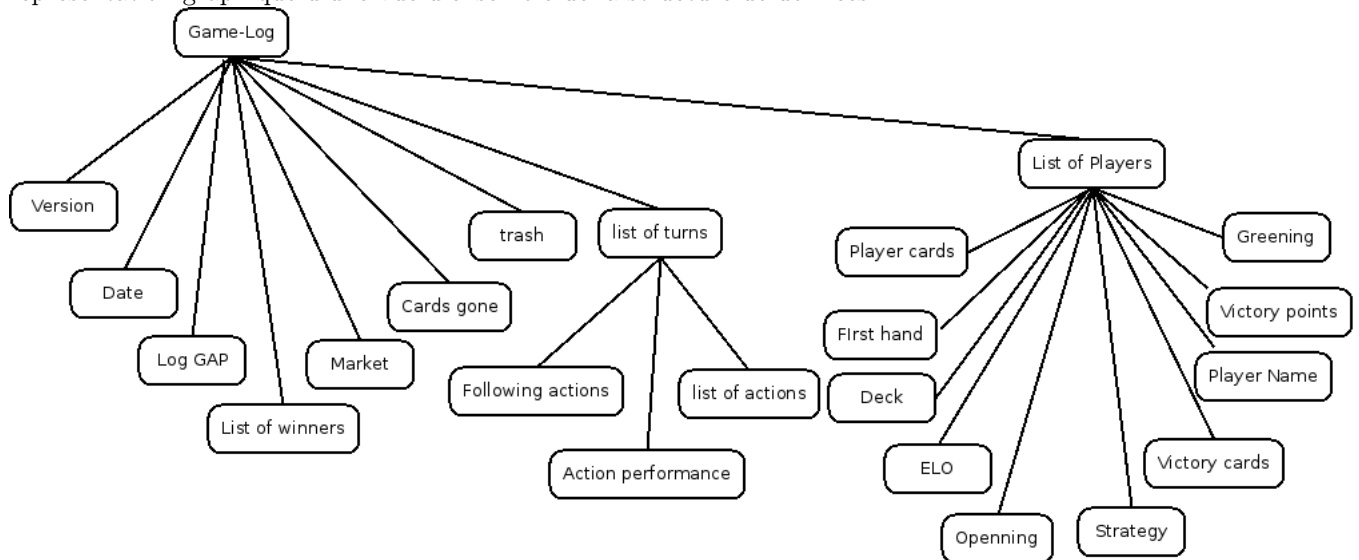 Game-Log
List of Players
Version
trash
list of turns
Player cards
Greening
Date
Cards gone
Victory points
FIrst hand
Log GAP
Market
Following actions
list of actions
Deck
Player Name
List of winners
Action performance
ELO
Victory cards
Openning
Strategy